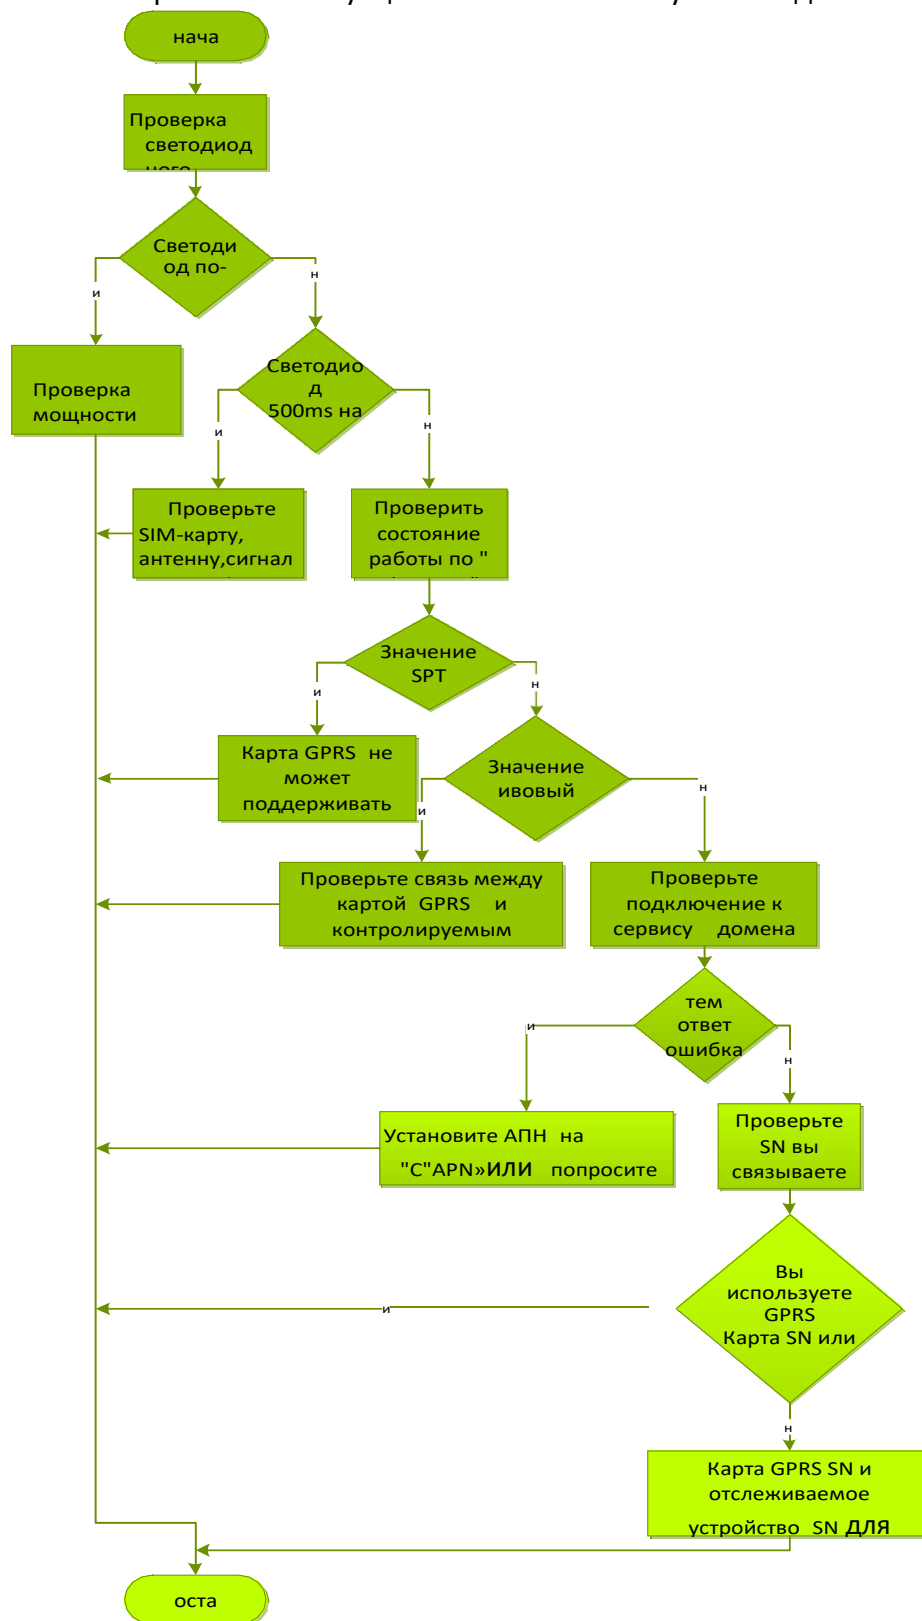 нача
Проверка
светодиод
Светоди
од по-
и
н
Проверка
мощности
Светодио
д
500ms на
и
н
Проверьте
SIM-карту,
антенну,сигнал
Проверить
состояние
работы по "
Значение
SPT
и
н
Карта GPRS не
может
поддерживать
Значение
ивовый
и
н
Проверьте связь между
картой GPRS и
контролируемым
Проверьте
подключение к
сервису домена
тем
ответ
ошибка
и
н
Установите АПН на
"С"APN»ИЛИ попросите
Проверьте
SN вы
связываете
Вы
используете
GPRS
Карта SN или
и
н
Карта GPRS SN и
отслеживаемое
устройство SN ДЛЯ
оста